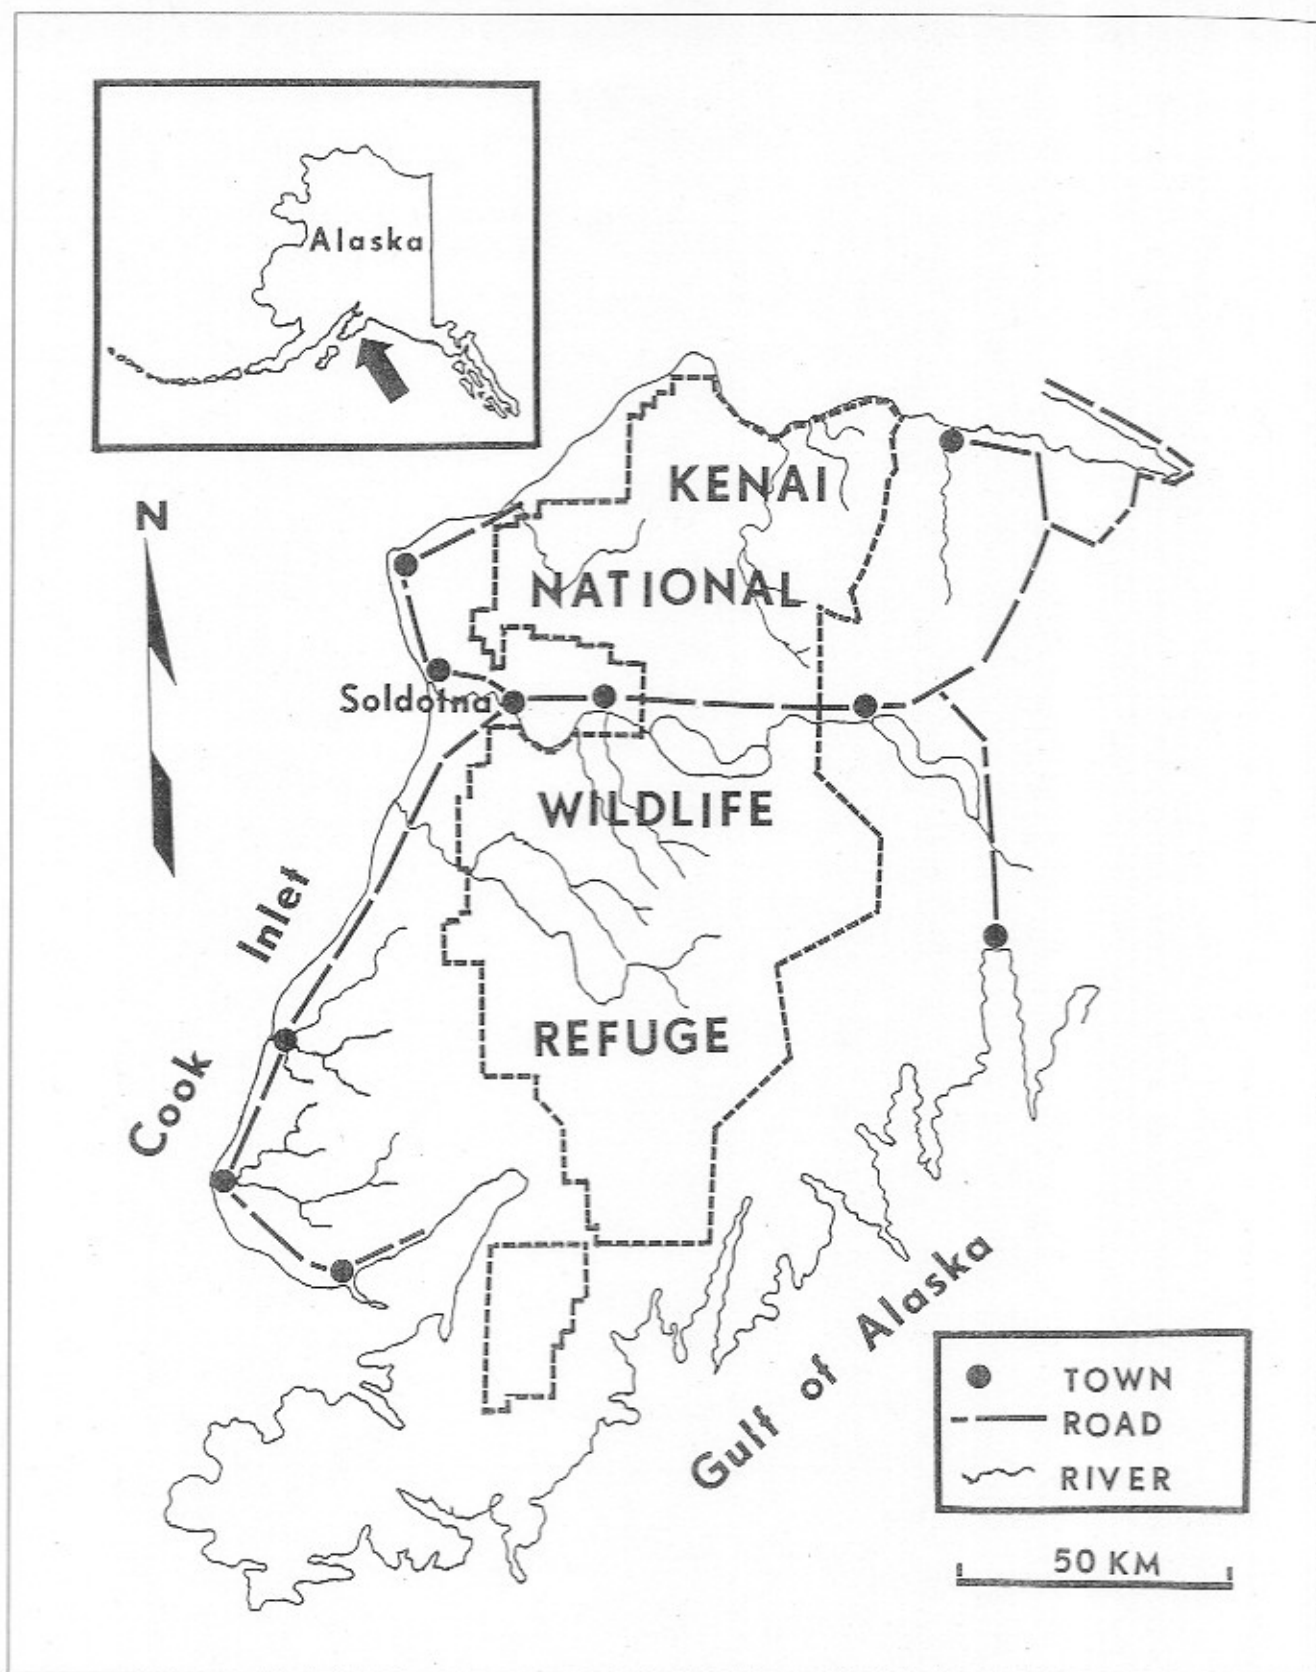 Alaska
N
KENAI
NATIONAL
Soldotna
WILDLIFE
REFUGE
Cook Inlet
Gulf of Alaska
TOWN
ROAD
RIVER
50 KM